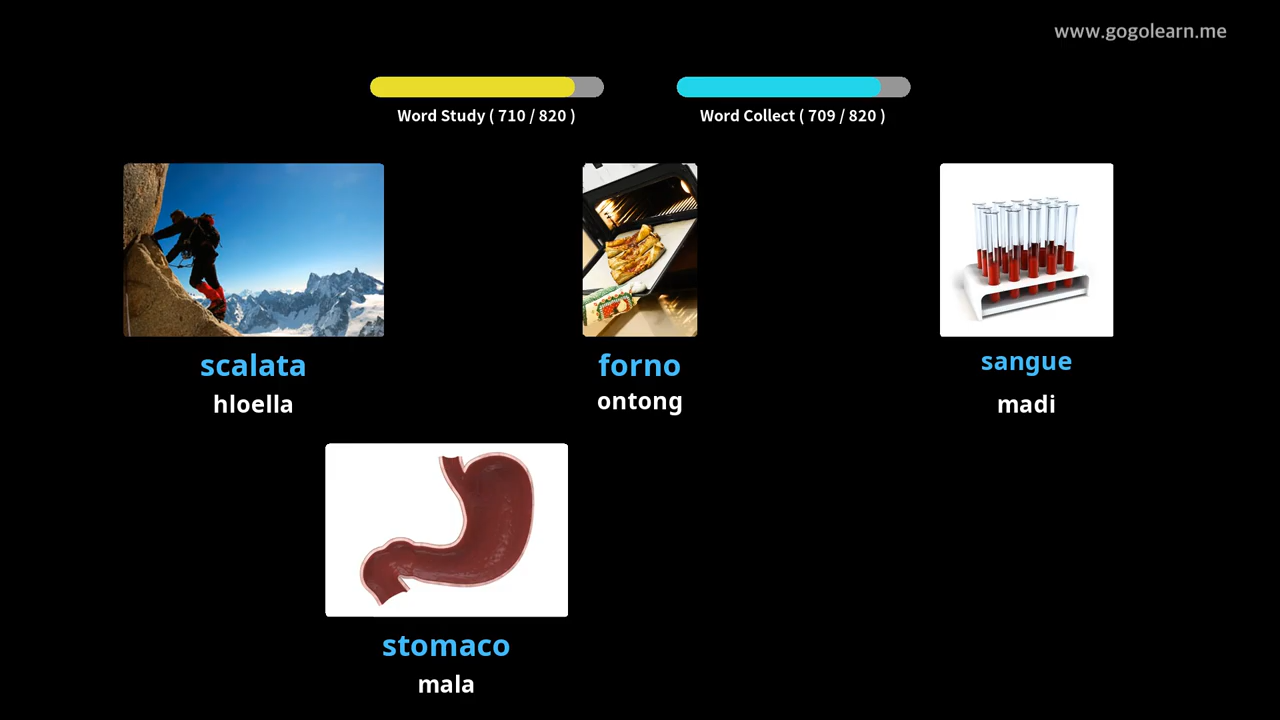 www.gogolearn.me
Word Study ( 710 / 820 )
Word Collect ( 709 / 820 )
scalata
hloella
forno
ontong
sangue
madi
stomaco
mala